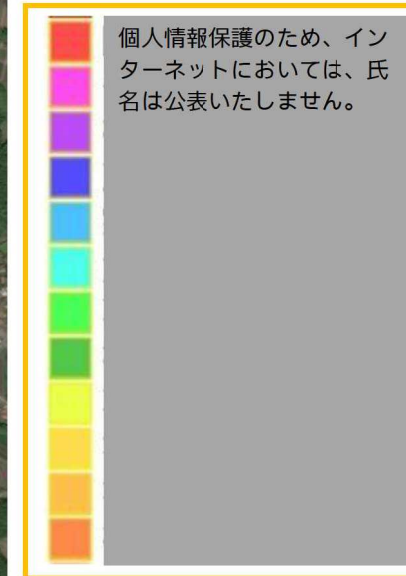 個人情報保護のため、イン
ターネットにおいては、氏
名は公表いたしません。